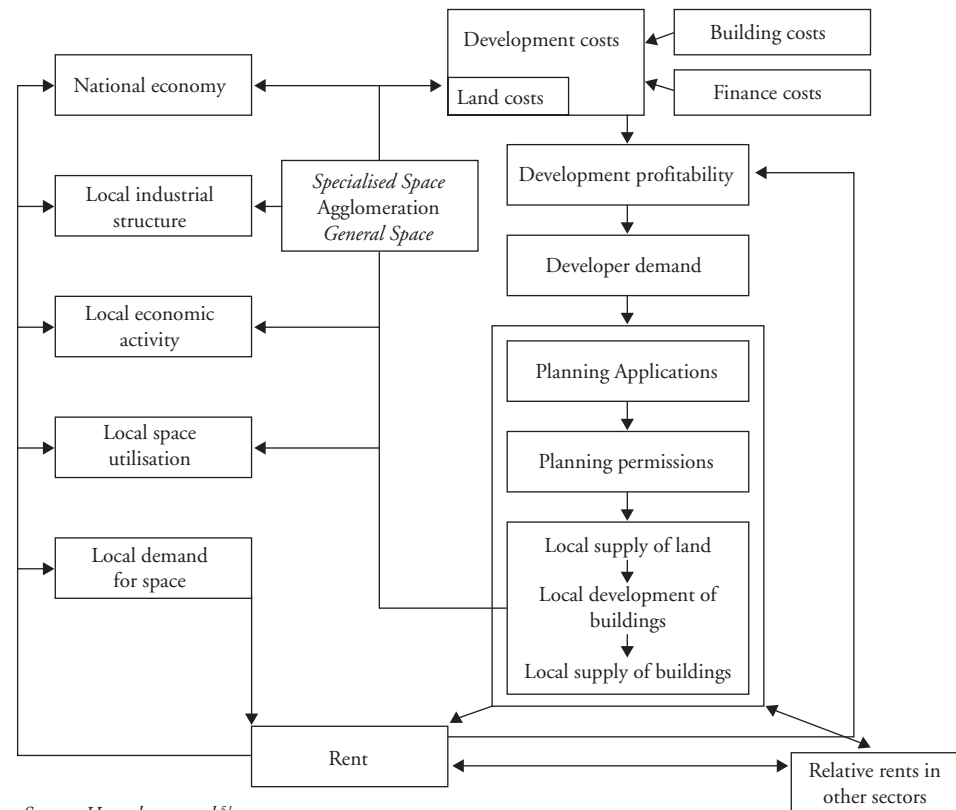 Development costs
Building costs
National economy
Land costs
Finance costs
Specialised Space
Agglomeration
General Space
Development profitability
Local industrial
structure
Developer demand
Local economic
activity
Planning Applications
Local space
utilisation
Planning permissions
Local demand
for space
Local supply of land
Local development of
buildings
Local supply of buildings
Rent
Relative rents in
other sectors